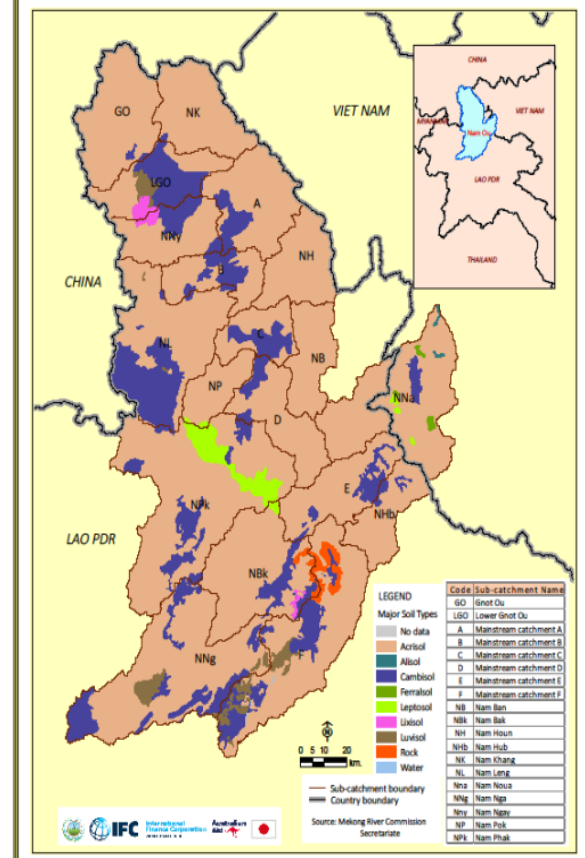 CHINA
VIET NAM
MYANMAR
Nam Ou
LAO PDR
THAILAND
VIET NAM
CHINA
LAO PDR
GO
NK
LGO
A
NNy
NH
B
C
NL
NB
NP
NNa
D
E
NPk
NHb
NBk
NNg
F
LEGEND
Major Soil Types
No data
Acrisol
Alisol
Cambisol
Ferralsol
Leptosol
Lixisol
Luvisol
Rock
Water
Sub-catchment boundary
Country boundary
Source: Mekong River Commission
Secretariate
N
0 5 10 20
km.
Code Sub-catchment Name
GO Gnot Ou
LGO Lower Gnot Ou
A Mainstream catchment A
B Mainstream catchment B
C Mainstream catchment C
D Mainstream catchment D
E Mainstream catchment E
F Mainstream catchment F
NB Nam Ban
NBk Nam Bak
NH Nam Houn
NHb Nam Hub
NK Nam Khang
NL Nam Leng
Nna Nam Noua
NNg Nam Nga
Nny Nam Ngay
NP Nam Pok
NPk Nam Phak
IFC International
Finance Corporation
Australian
Aid